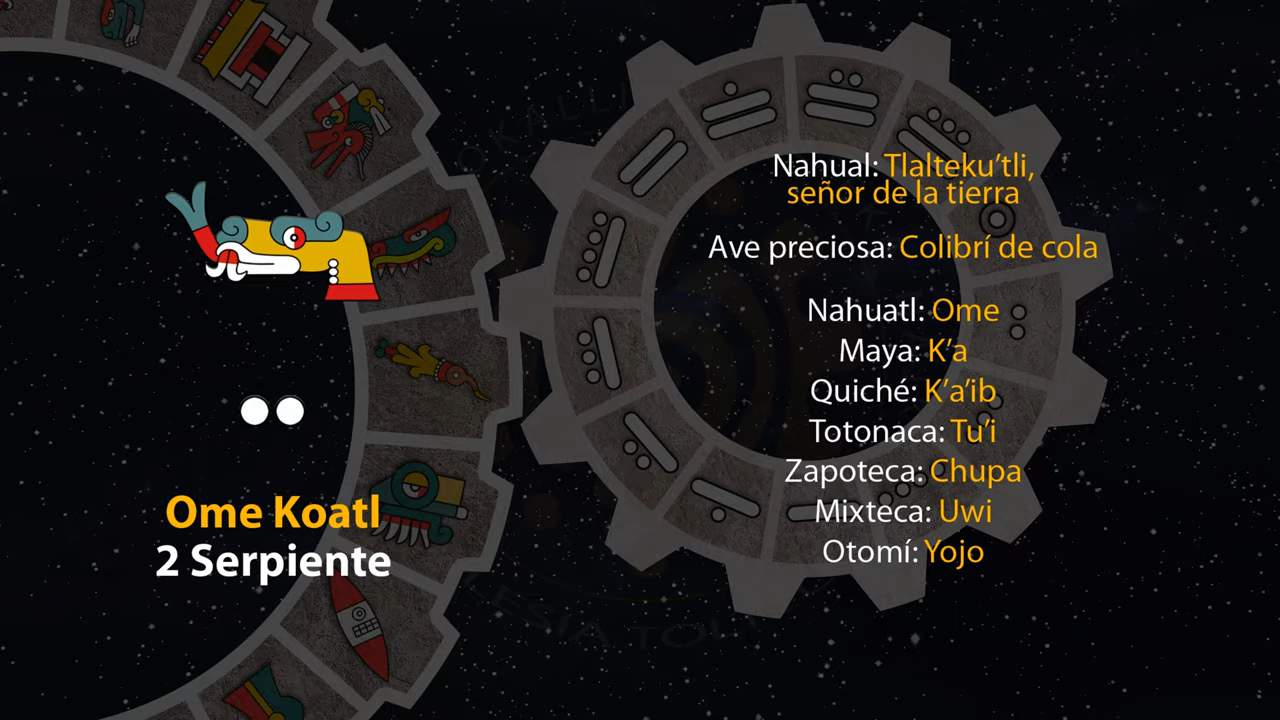 Ome Koatl
2 Serpiente
Nahual: Tlalteku’tli,
señor de la tierra
Ave preciosa: Colibrí de cola
Nahuatl: Ome
Maya: K’a
Quiché: K’a’ib
Totonaca: Tu’i
Zapoteca: Chupa
Mixteca: Uwi
Otomí: Yojo